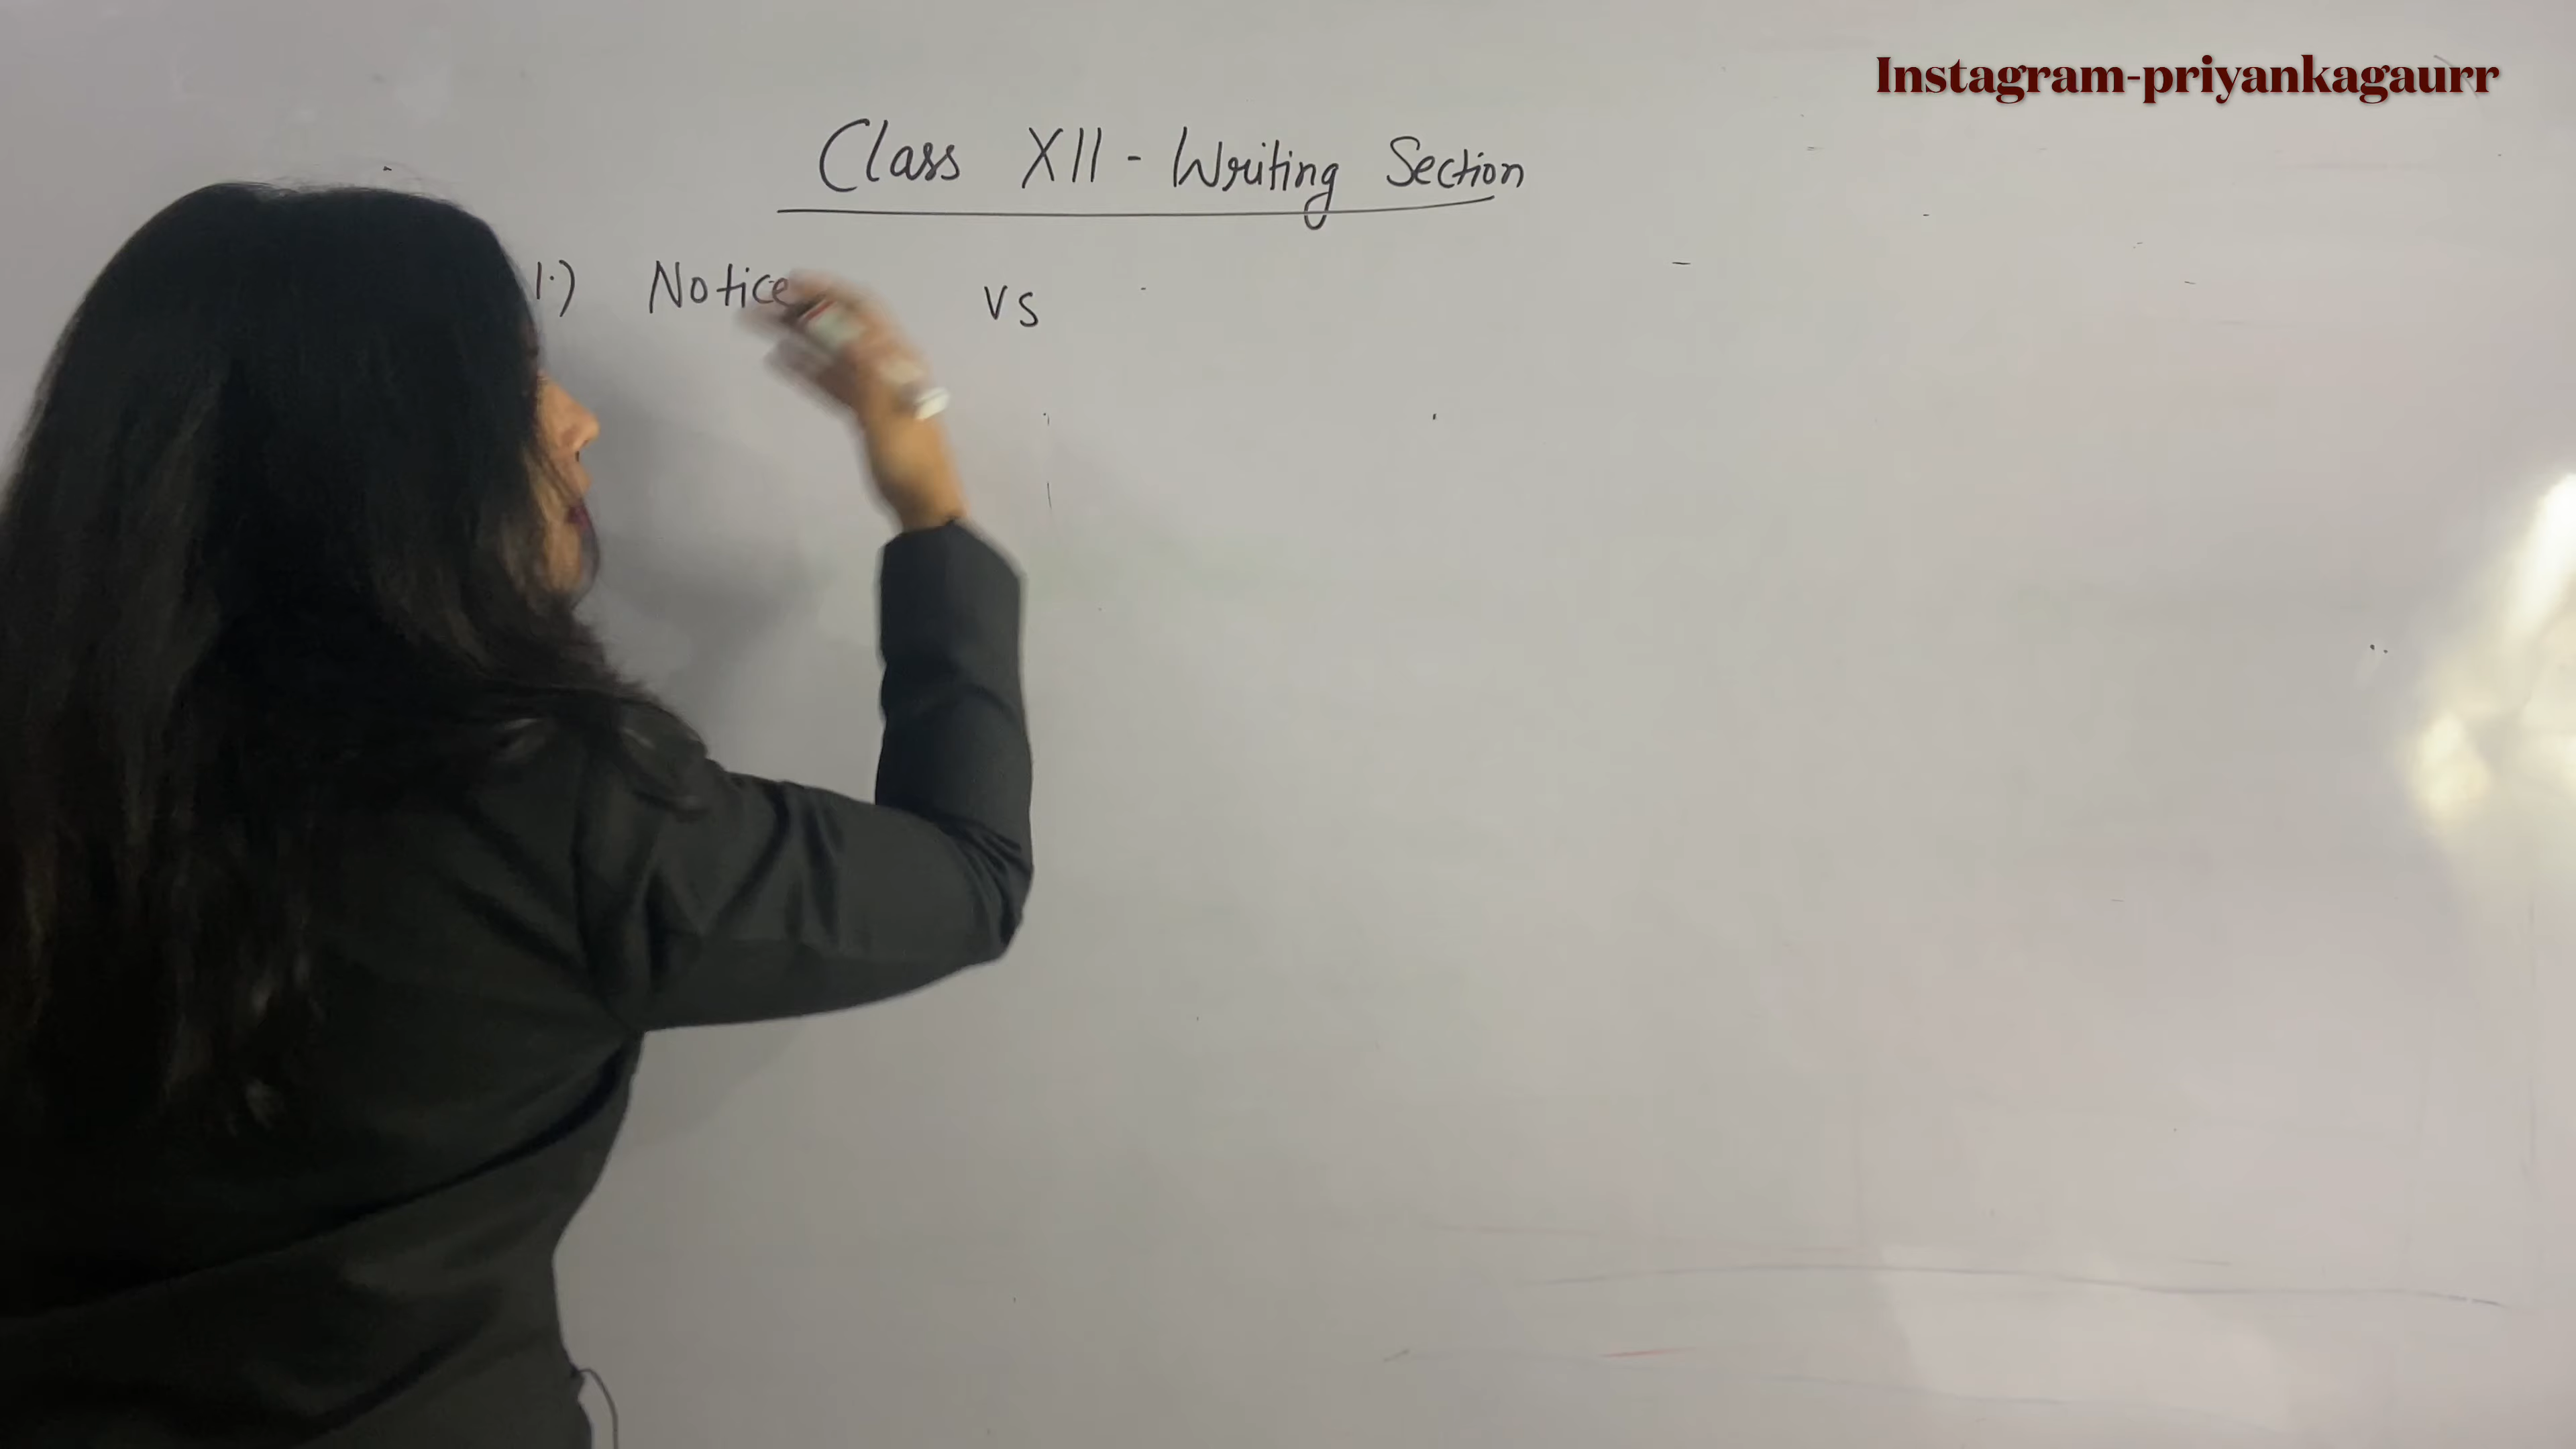 Instagram-priyankagaurr
Class XII - Writing Section
1.) Notice vs